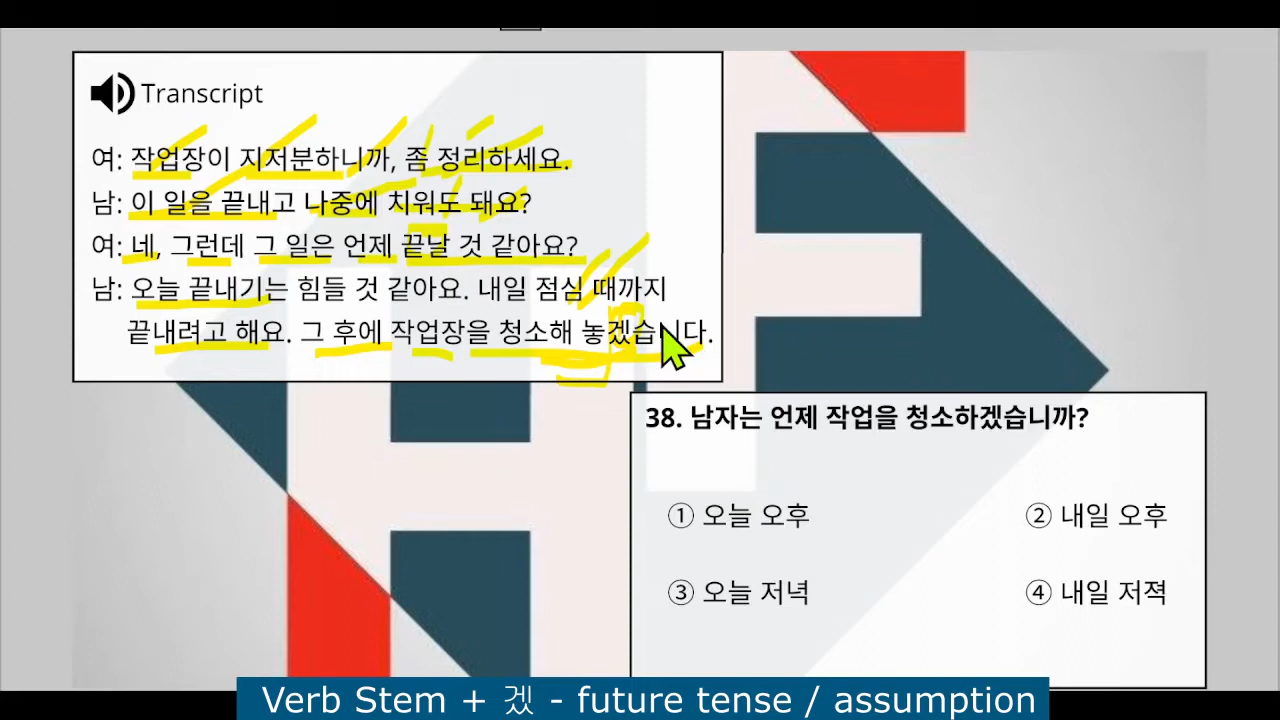 Transcript
여: 작업장이 지저분하니까, 좀 정리하세요.
남: 이 일을 끝내고 나중에 치워도 돼요?
여: 네, 그런데 그 일은 언제 끝날 것 같아요?
남: 오늘 끝내기는 힘들 것 같아요. 내일 점심 때까지
끝내려고 해요. 그 후에 작업장을 청소해 놓겠습니다.
38. 남자는 언제 작업을 청소하겠습니까?
① 오늘 오후
② 내일 오후
③ 오늘 저녁
④ 내일 저젹
Verb Stem + 겠 - future tense / assumption